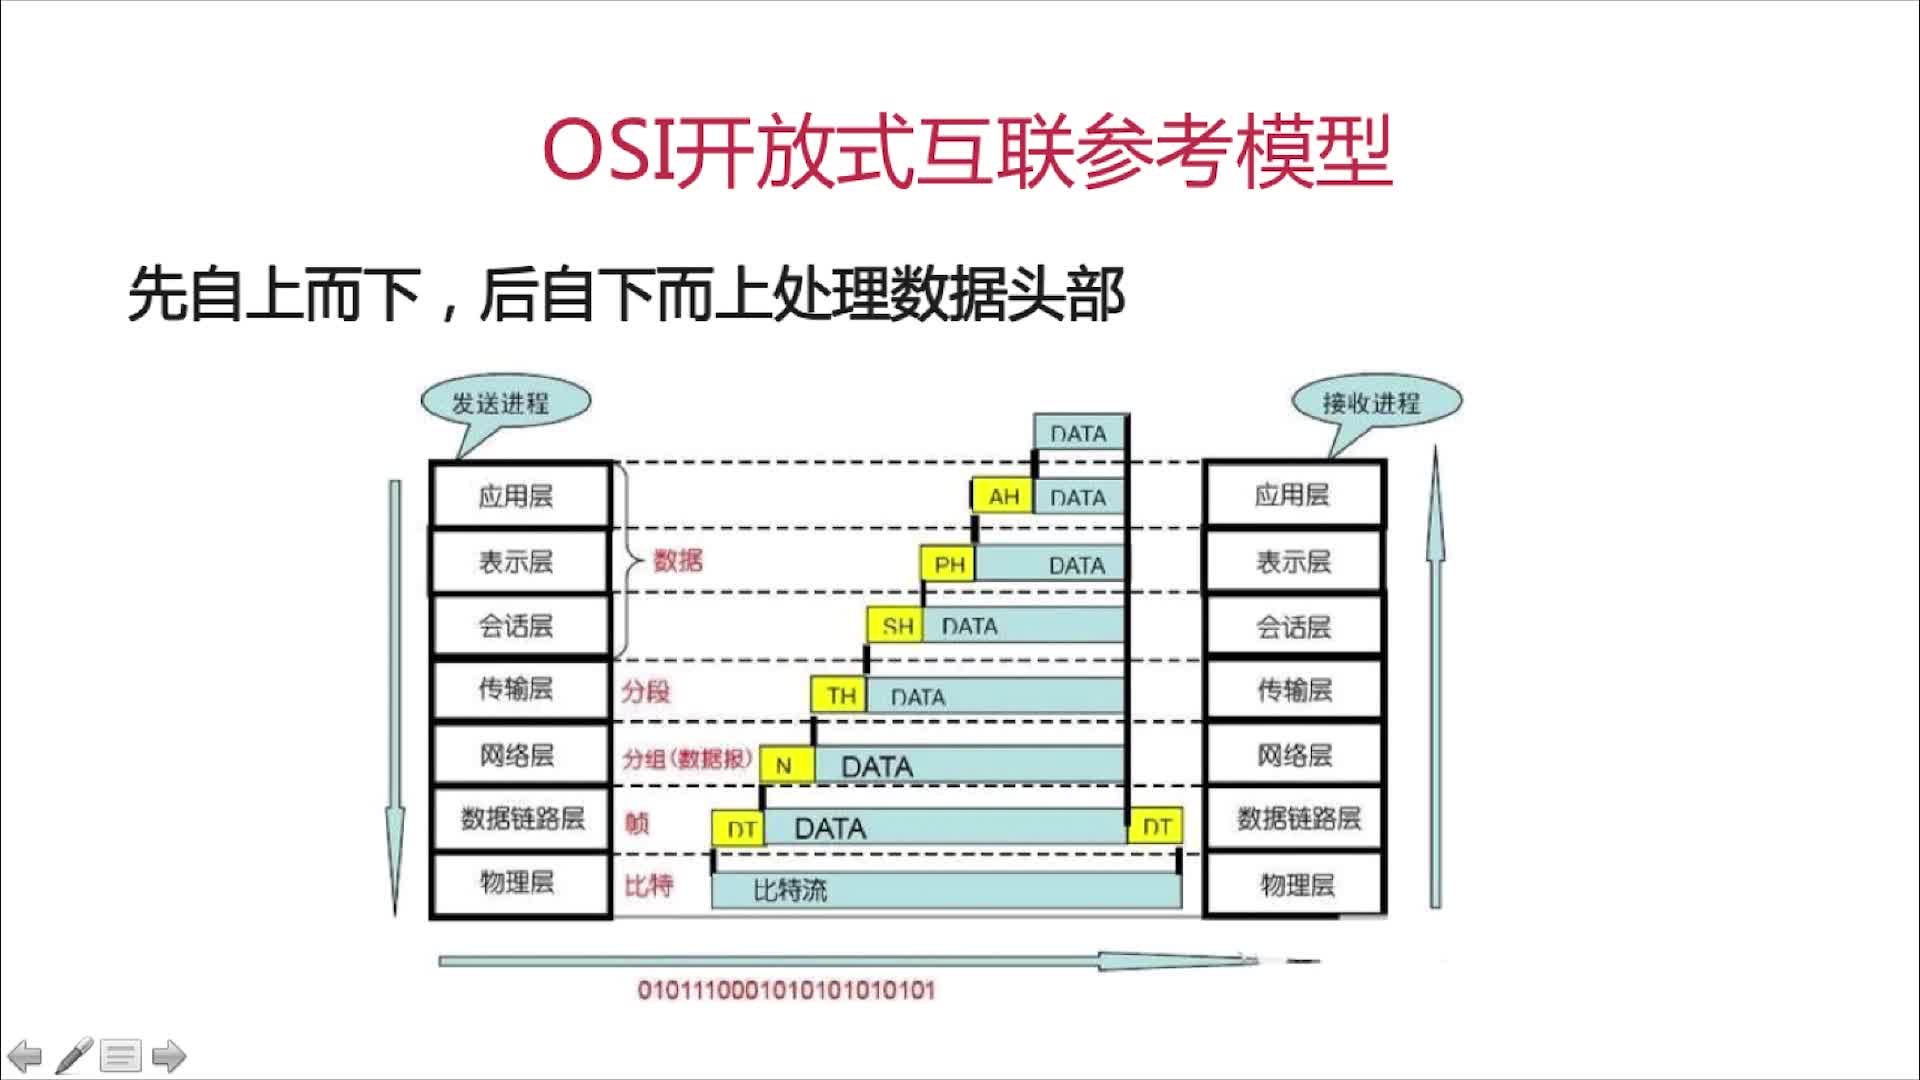 OSI开放式互联参考模型
先自上而下，后自下而上处理数据头部
发送进程
接收进程
DATA
应用层
AH
DATA
应用层
表示层
数据
PH
DATA
表示层
会话层
SH
DATA
会话层
传输层
分段
TH
DATA
传输层
网络层
分组(数据报)
N
DATA
网络层
数据链路层
帧
DT
DATA
DT
数据链路层
物理层
比特
比特流
物理层
0101110001010101010101